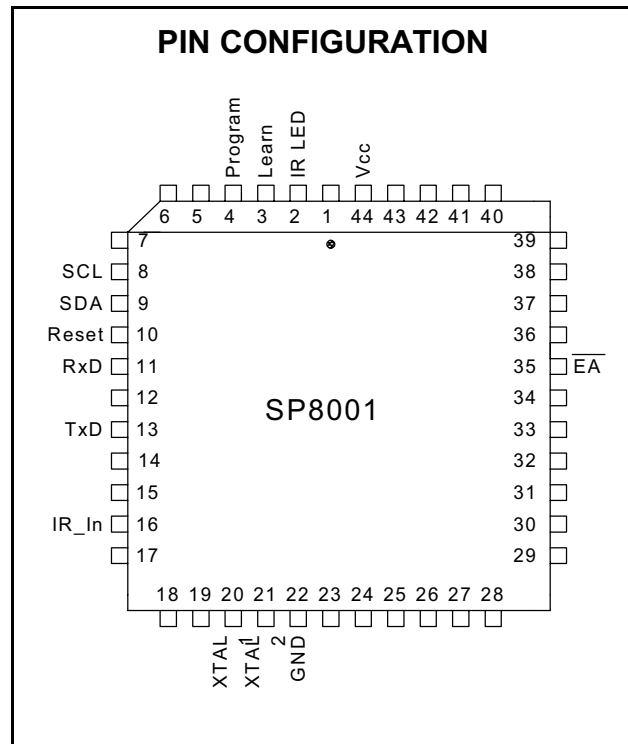 PIN CONFIGURATION
Program
Learn
IR LED
Vcc
6 5 4 3 2 1 44 43 42 41 40
7 39
SCL 8 38
SDA 9 37
Reset 10 36
RxD 11 35 EA
12 34
SP8001
TxD 13 33
14 32
15 31
IR_In 16 30
17 29
18 19 20 21 22 23 24 25 26 27 28
XTAL 1
XTAL 2
GND